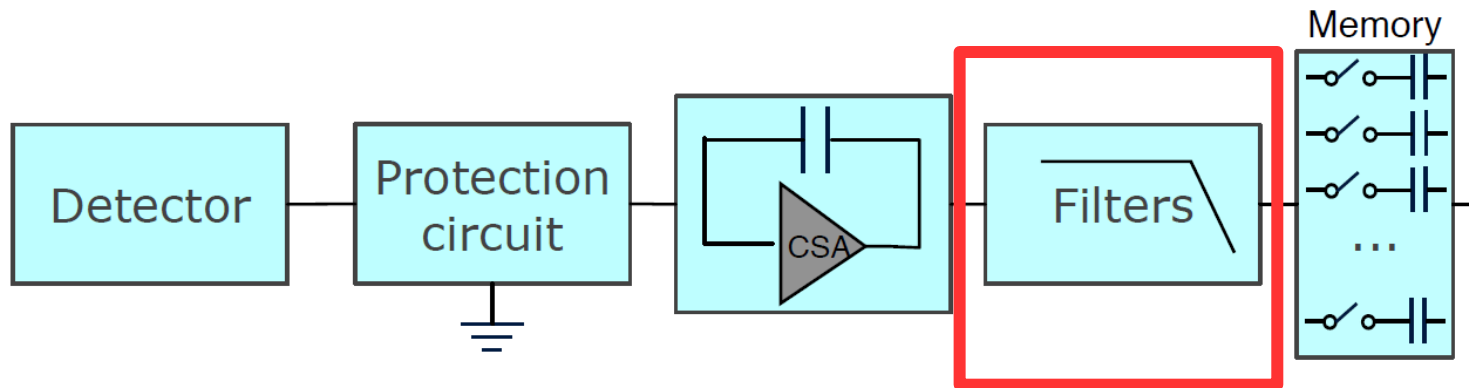 Memory
Detector
Protection
circuit
CSA
Filters
...